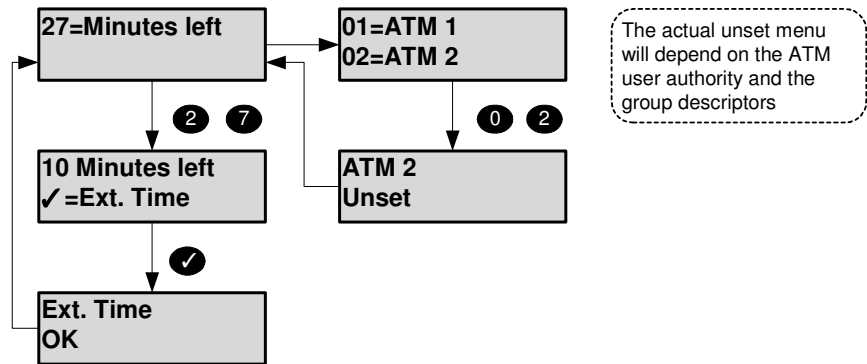 27=Minutes left
01=ATM 1
02=ATM 2
The actual unset menu
will depend on the ATM
user authority and the
group descriptors
2 7
0 2
10 Minutes left
✓=Ext. Time
ATM 2
Unset
✓
Ext. Time
OK